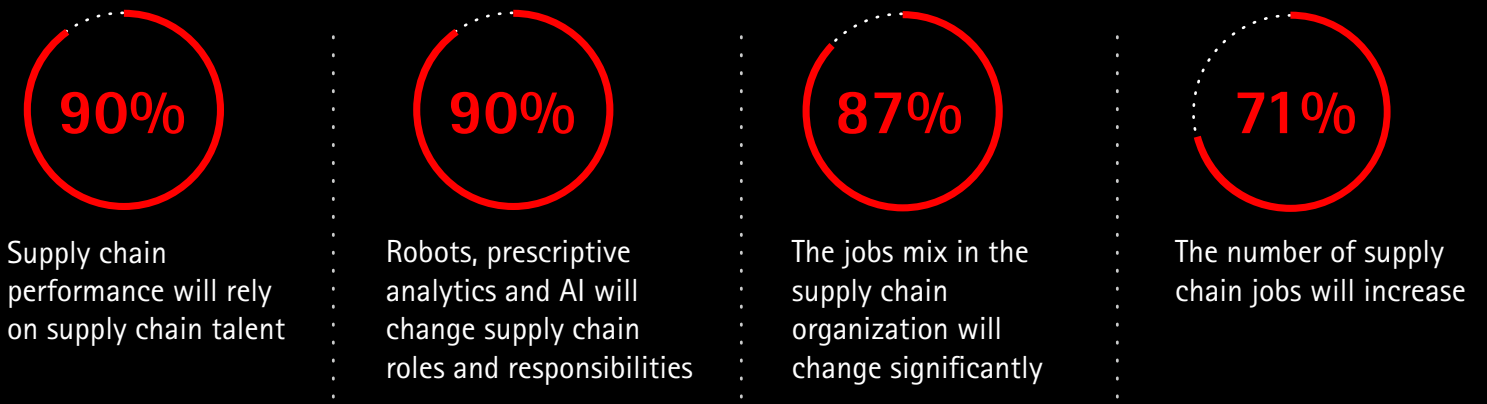 90%
Supply chain
performance will rely
on supply chain talent
90%
Robots, prescriptive
analytics and AI will
change supply chain
roles and responsibilities
87%
The jobs mix in the
supply chain
organization will
change significantly
71%
The number of supply
chain jobs will increase